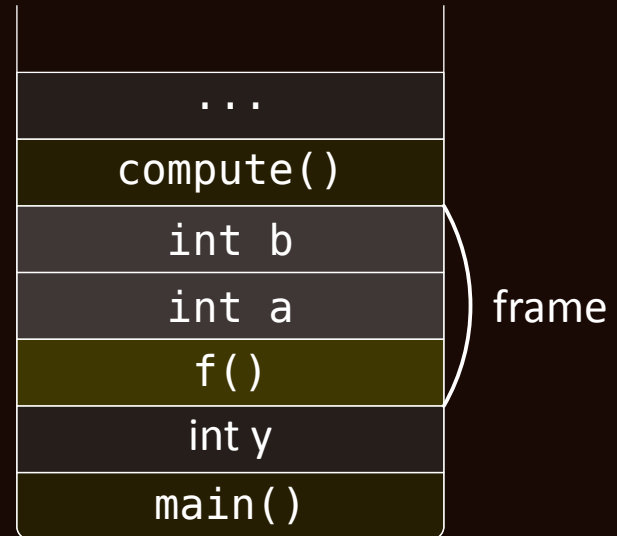 ...
compute()
int b
int a
frame
f()
int y
main()